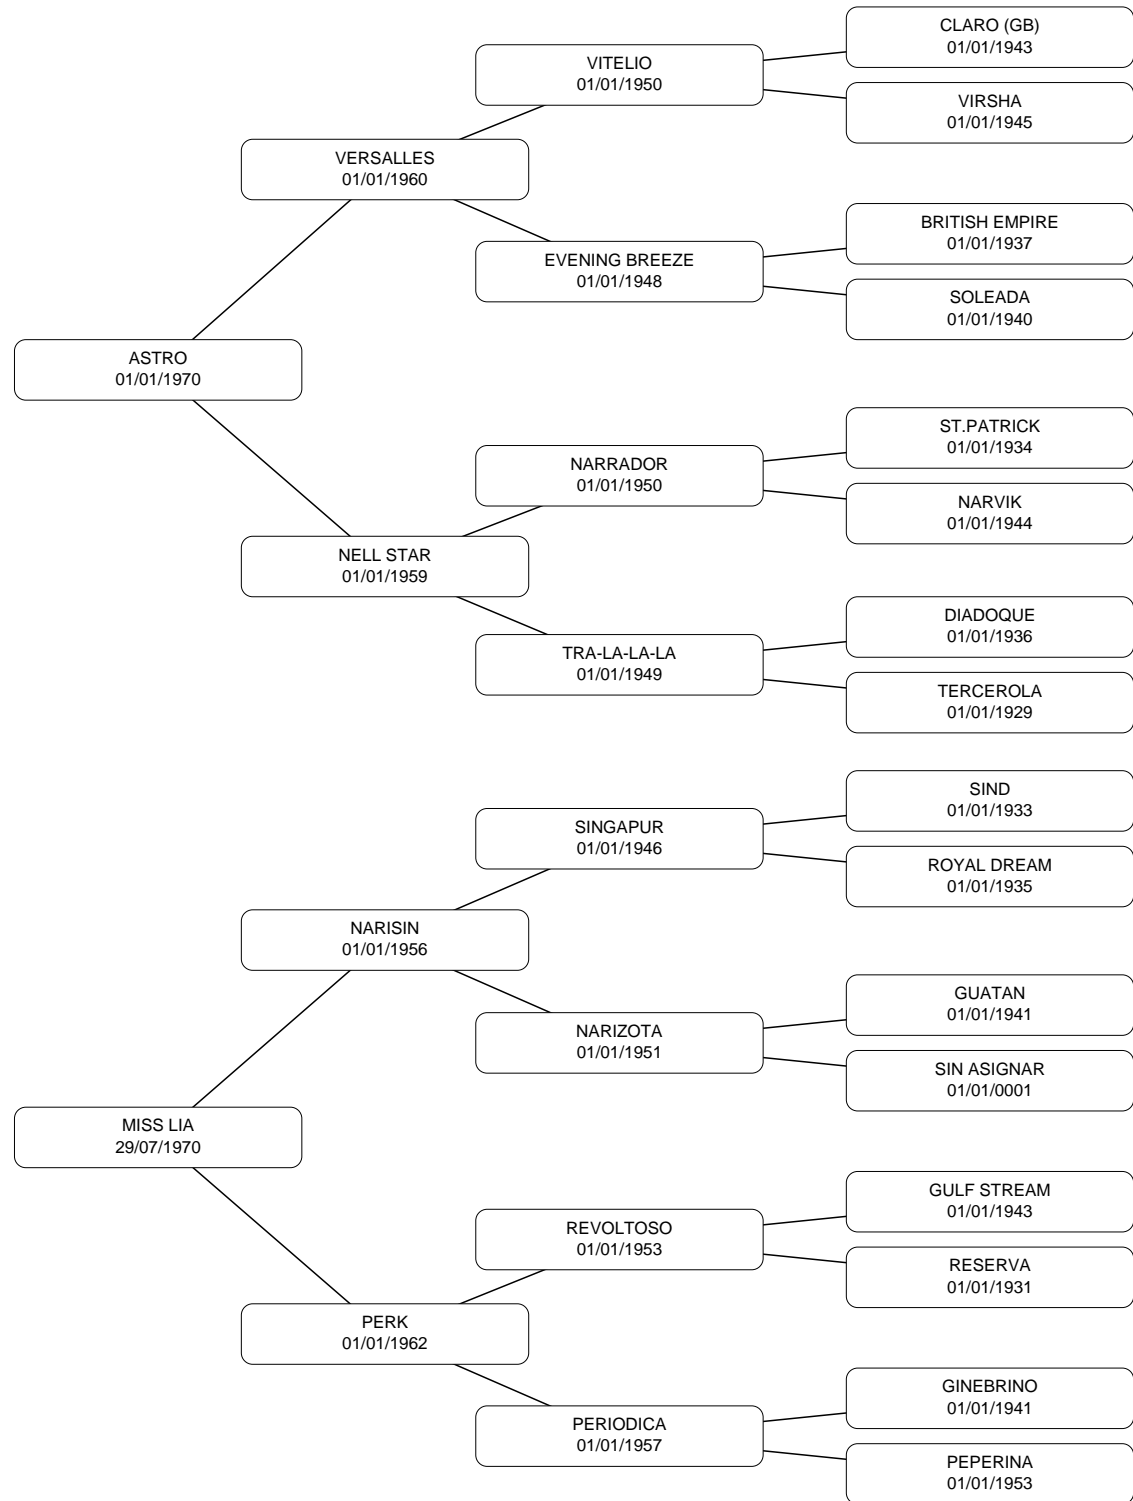 CLARO (GB)
01/01/1943
VITELIO
01/01/1950
VIRSHA
01/01/1945
VERSALLES
01/01/1960
BRITISH EMPIRE
01/01/1937
EVENING BREEZE
01/01/1948
SOLEADA
01/01/1940
ASTRO
01/01/1970
ST.PATRICK
01/01/1934
NARRADOR
01/01/1950
NARVIK
01/01/1944
NELL STAR
01/01/1959
DIADOQUE
01/01/1936
TRA-LA-LA-LA
01/01/1949
TERCEROLA
01/01/1929
SIND
01/01/1933
SINGAPUR
01/01/1946
ROYAL DREAM
01/01/1935
NARISIN
01/01/1956
GUATAN
01/01/1941
NARIZOTA
01/01/1951
SIN ASIGNAR
01/01/0001
MISS LIA
29/07/1970
GULF STREAM
01/01/1943
REVOLTOSO
01/01/1953
RESERVA
01/01/1931
PERK
01/01/1962
GINEBRINO
01/01/1941
PERIODICA
01/01/1957
PEPERINA
01/01/1953